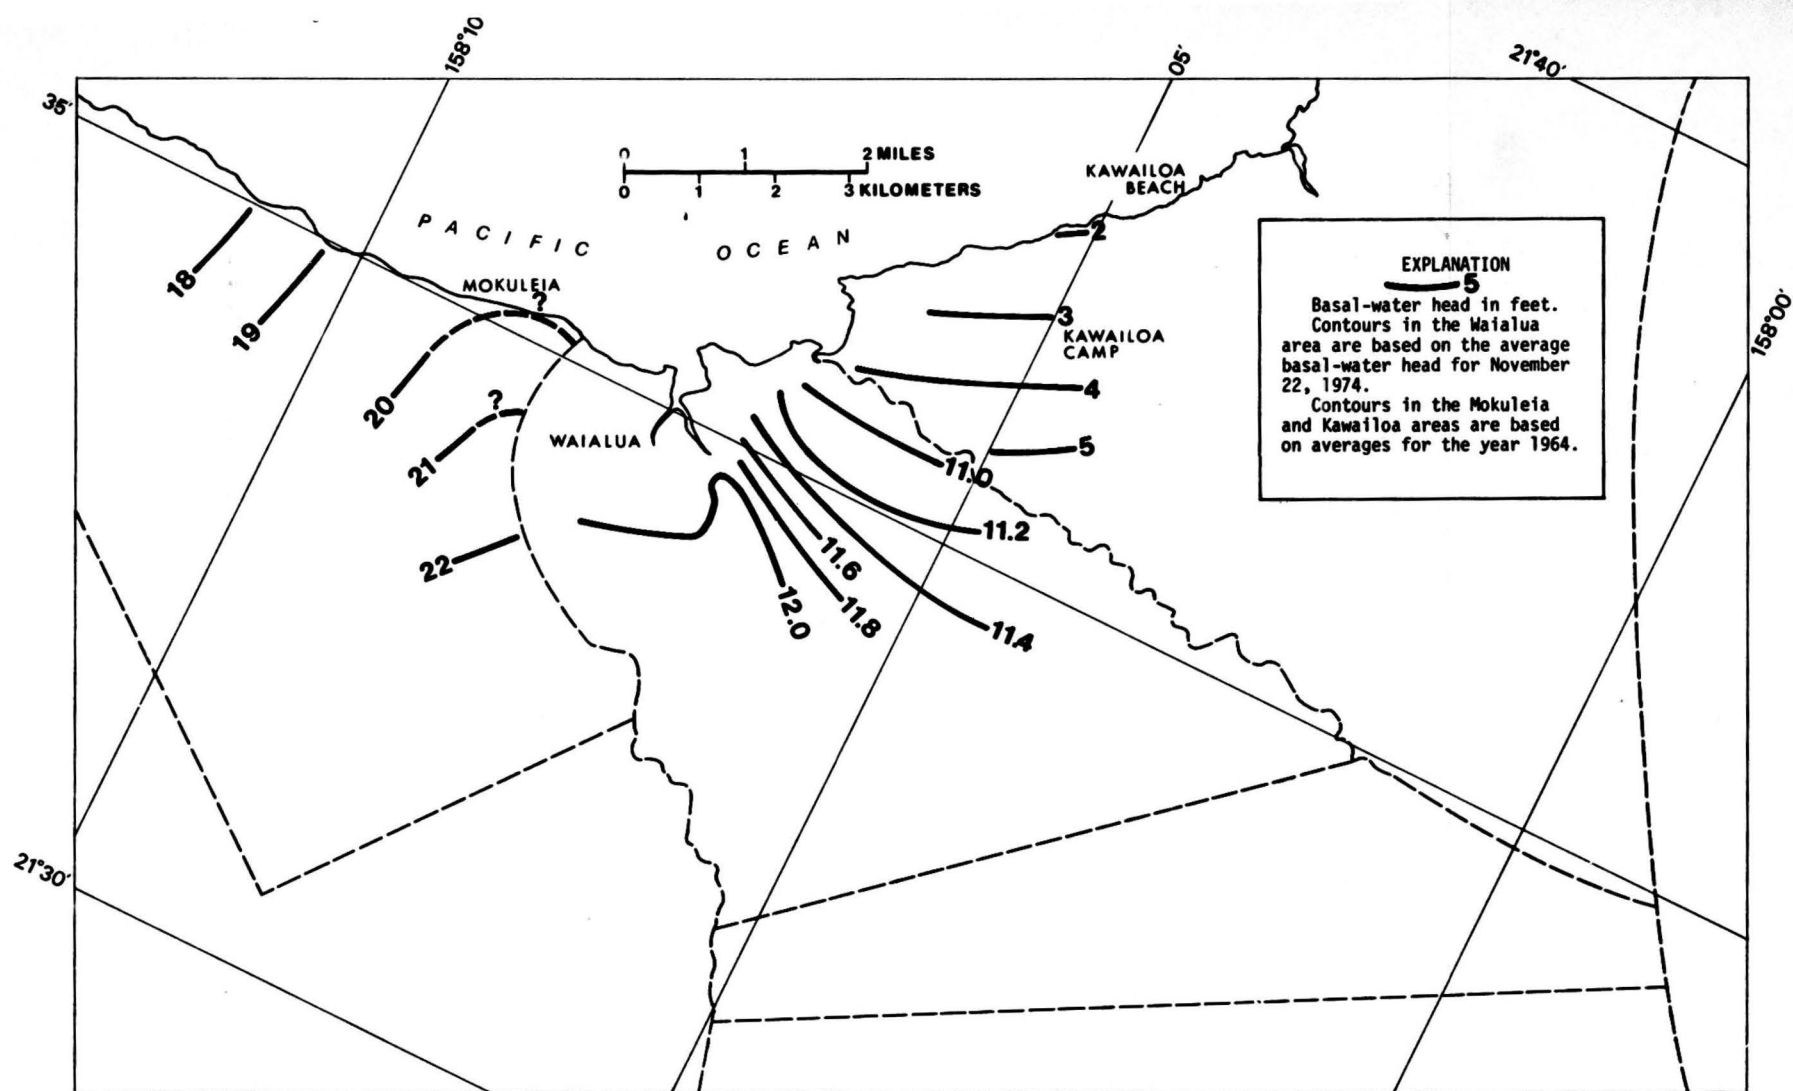 158°10
05'
21°40'
35'
0 1 2 MILES
0 1 2 3 KILOMETERS
KAWAILOA
BEACH
PACIFIC OCEAN
2
18
19
MOKULEIA
?
3
KAWAILOA
CAMP
20
4
?
21
WAIALUA
5
11.0
11.2
22
11.6
11.8
12.0
11.4
EXPLANATION
5
Basal-water head in feet.
Contours in the Waialua
area are based on the average
basal-water head for November
22, 1974.
Contours in the Mokuleia
and Kawailoa areas are based
on averages for the year 1964.
158°00'
21°30'